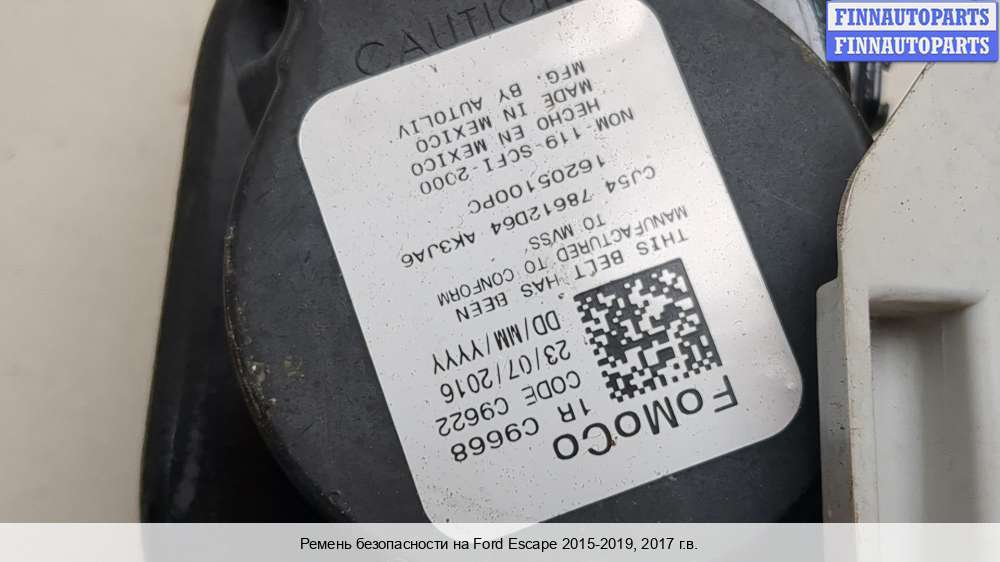 FINNAUTOPARTS
FINNAUTOPARTS
CAUTION
FoMoCo
1R C9668
CODE C9622
23/07/2016
DD/MM/YYYY
THIS BELT HAS BEEN
MANUFACTURED TO CONFORM
TO MVSS
CJ54 78612D64 AK3JA6
16205100PC
NOM-119-SCFI-2000
HECHO EN MEXICO
MADE IN MEXICO
MFG. BY AUTOLIV
Ремень безопасности на Ford Escape 2015-2019, 2017 г.в.